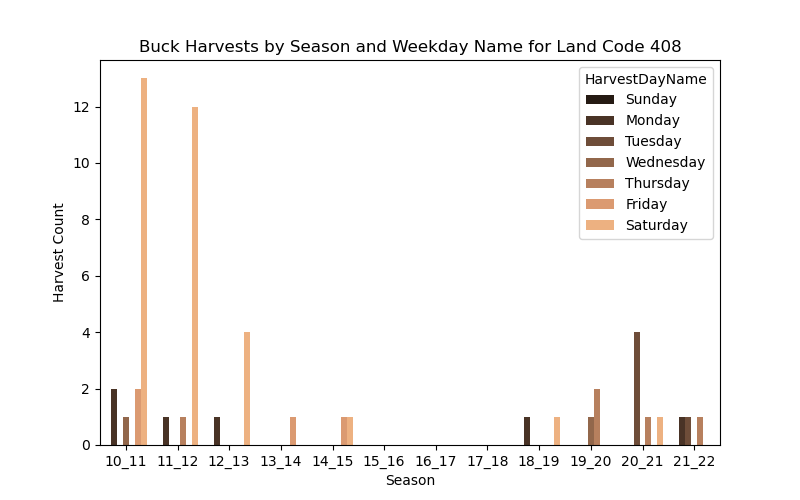 Buck Harvests by Season and Weekday Name for Land Code 408
HarvestDayName
Sunday
Monday
Tuesday
Wednesday
Thursday
Friday
Saturday
Harvest Count
12
10
8
6
4
2
0
10_11 11_12 12_13 13_14 14_15 15_16 16_17 17_18 18_19 19_20 20_21 21_22
Season